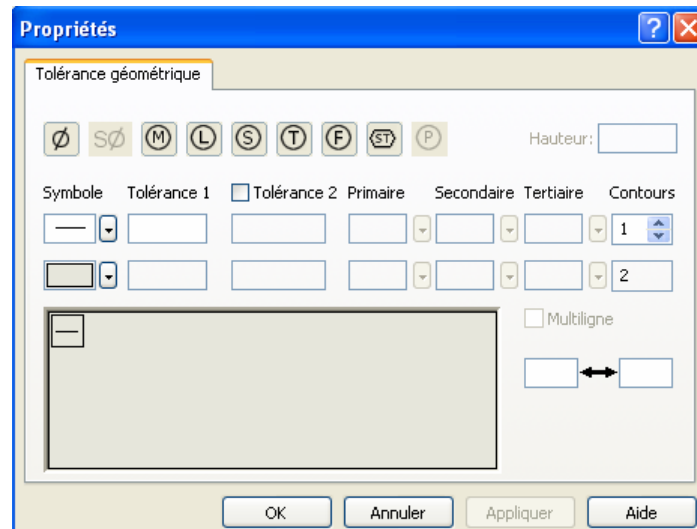 Propriétés
Tolérance géométrique
Ø SØ M L S T F ST P Hauteur:
Symbole Tolérance 1 Tolérance 2 Primaire Secondaire Tertiaire Contours
1
2
Multiligne
OK Annuler Appliquer Aide